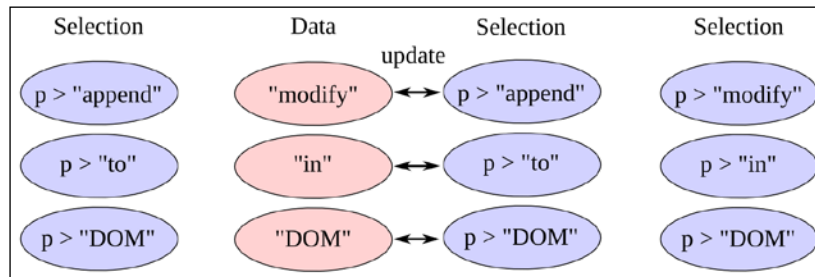 Selection Data Selection Selection
update
p > "append" "modify" p > "append" p > "modify"
p > "to" "in" p > "to" p > "in"
p > "DOM" "DOM" p > "DOM" p > "DOM"